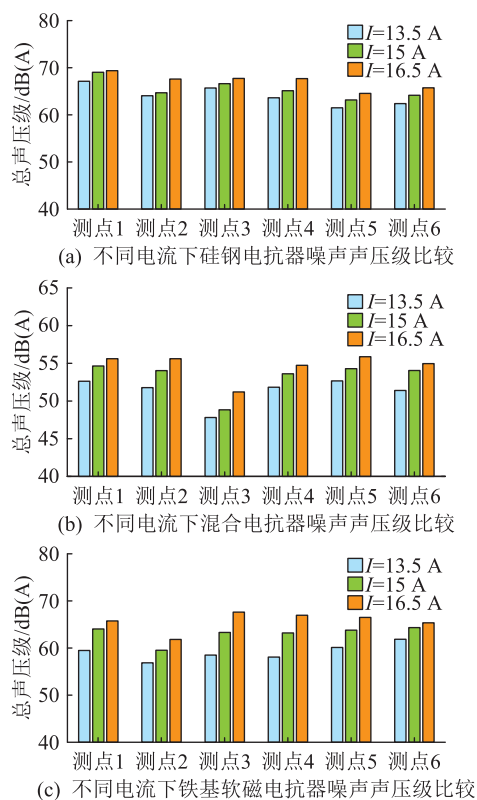 80
70
60
50
40
总声压级/dB(A)
I=13.5 A
I=15 A
I=16.5 A
测点1 测点2 测点3 测点4 测点5 测点6
(a) 不同电流下硅钢电抗器噪声声压级比较
65
60
55
50
45
40
总声压级/dB(A)
I=13.5 A
I=15 A
I=16.5 A
测点1 测点2 测点3 测点4 测点5 测点6
(b) 不同电流下混合电抗器噪声声压级比较
80
70
60
50
40
总声压级/dB(A)
I=13.5 A
I=15 A
I=16.5 A
测点1 测点2 测点3 测点4 测点5 测点6
(c) 不同电流下铁基软磁电抗器噪声声压级比较